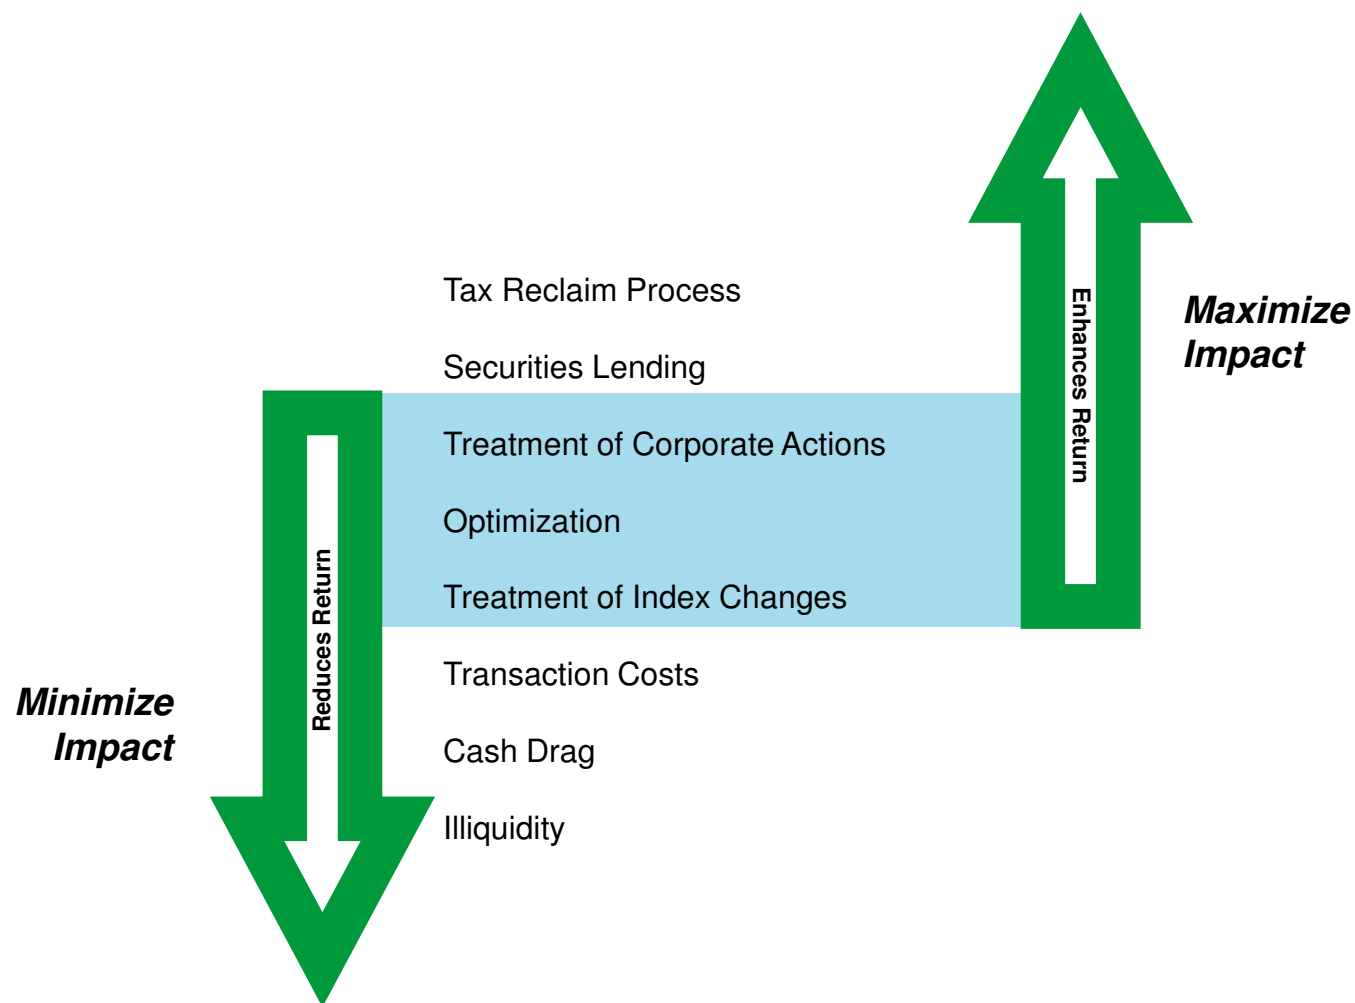 Tax Reclaim Process
Securities Lending
Treatment of Corporate Actions
Optimization
Treatment of Index Changes
Transaction Costs
Cash Drag
Illiquidity
Enhances Return
Maximize
Impact
Reduces Return
Minimize
Impact